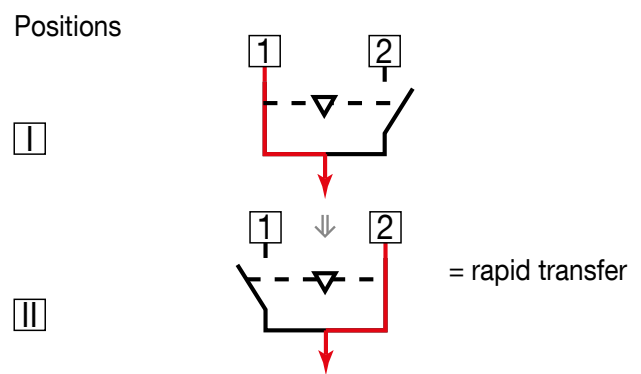 Positions
1 2
I
1 2
= rapid transfer
II